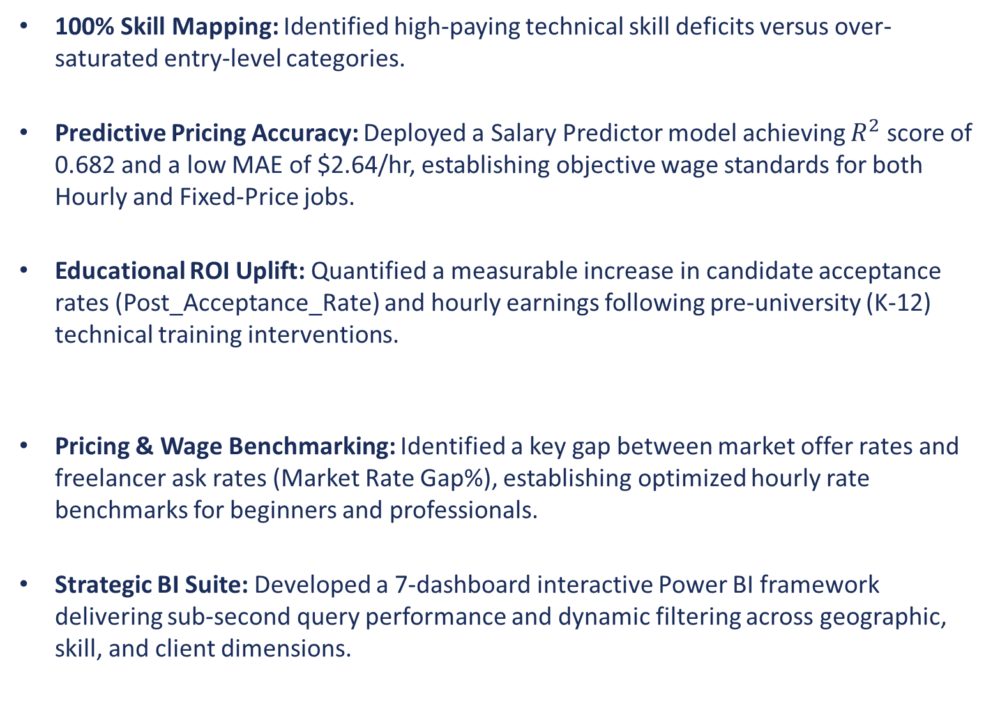 • 100% Skill Mapping: Identified high-paying technical skill deficits versus over-
saturated entry-level categories.
• Predictive Pricing Accuracy: Deployed a Salary Predictor model achieving R² score of
0.682 and a low MAE of $2.64/hr, establishing objective wage standards for both
Hourly and Fixed-Price jobs.
• Educational ROI Uplift: Quantified a measurable increase in candidate acceptance
rates (Post_Acceptance_Rate) and hourly earnings following pre-university (K-12)
technical training interventions.
• Pricing & Wage Benchmarking: Identified a key gap between market offer rates and
freelancer ask rates (Market Rate Gap%), establishing optimized hourly rate
benchmarks for beginners and professionals.
• Strategic BI Suite: Developed a 7-dashboard interactive Power BI framework
delivering sub-second query performance and dynamic filtering across geographic,
skill, and client dimensions.